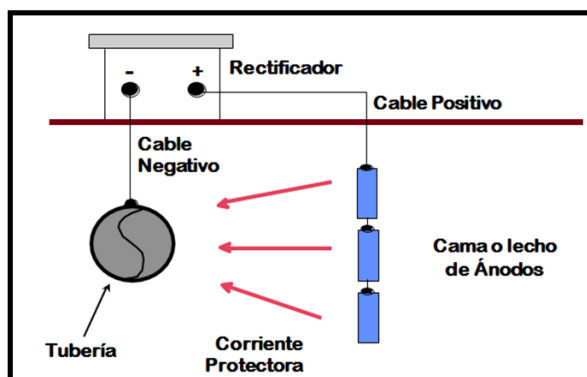 - +
Rectificador
Cable Positivo
Cable
Negativo
Cama o lecho
de Ánodos
Tubería
Corriente
Protectora